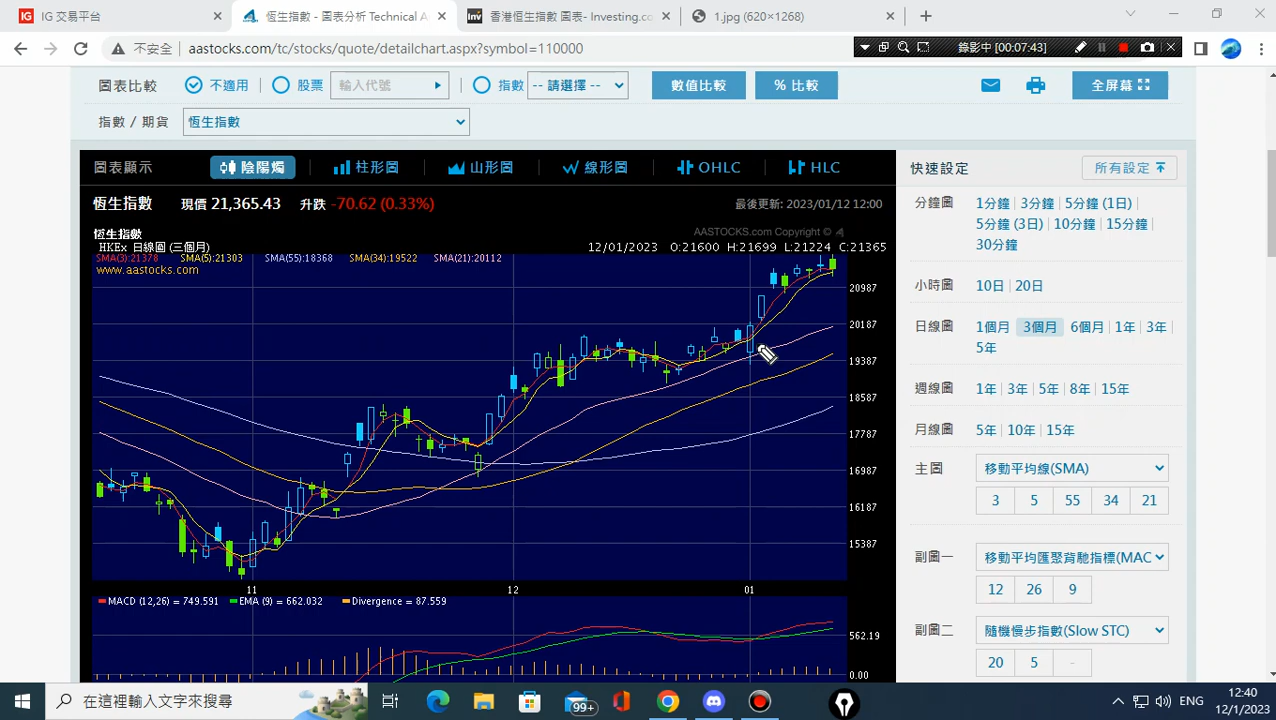 IG 交易平台
恆生指數 - 圖表分析 Technical A
香港恒生指數 圖表- Investing.co
1.jpg (620×1268)
不安全
aastocks.com/tc/stocks/quote/detailchart.aspx?symbol=110000
錄影中 [00:07:43]
圖表比較
不適用
股票
輸入代號
指數
-- 請選擇 --
數值比較
% 比較
全屏幕
指數 / 期貨
恆生指數
圖表顯示
陰陽燭
柱形圖
山形圖
線形圖
OHLC
HLC
恆生指數 現價 21,365.43 升跌 -70.62 (0.33%)
最後更新: 2023/01/12 12:00
恆生指數
AASTOCKS.com Copyright ©
HKEx 日線圖 (三個月)
12/01/2023 O:21600 H:21699 L:21224 C:21365
SMA(3):21378 SMA(5):21303 SMA(55):18368 SMA(34):19522 SMA(21):20112
www.aastocks.com
20987
20187
19387
18587
17787
16987
16187
15387
11 12 01
MACD (12,26) = 749.591 EMA (9) = 662.032 Divergence = 87.559
562.19
0.00
快速設定
所有設定
分鐘圖
1分鐘 3分鐘 5分鐘 (1日)
5分鐘 (3日) 10分鐘 15分鐘
30分鐘
小時圖
10日 20日
日線圖
1個月 3個月 6個月 1年 3年
5年
週線圖
1年 3年 5年 8年 15年
月線圖
5年 10年 15年
主圖
移動平均線(SMA)
3 5 55 34 21
副圖一
移動平均匯聚背馳指標(MAC
12 26 9
副圖二
隨機慢步指數(Slow STC)
20 5 -
在這裡輸入文字來搜尋
99+
ENG
12:40
12/1/2023